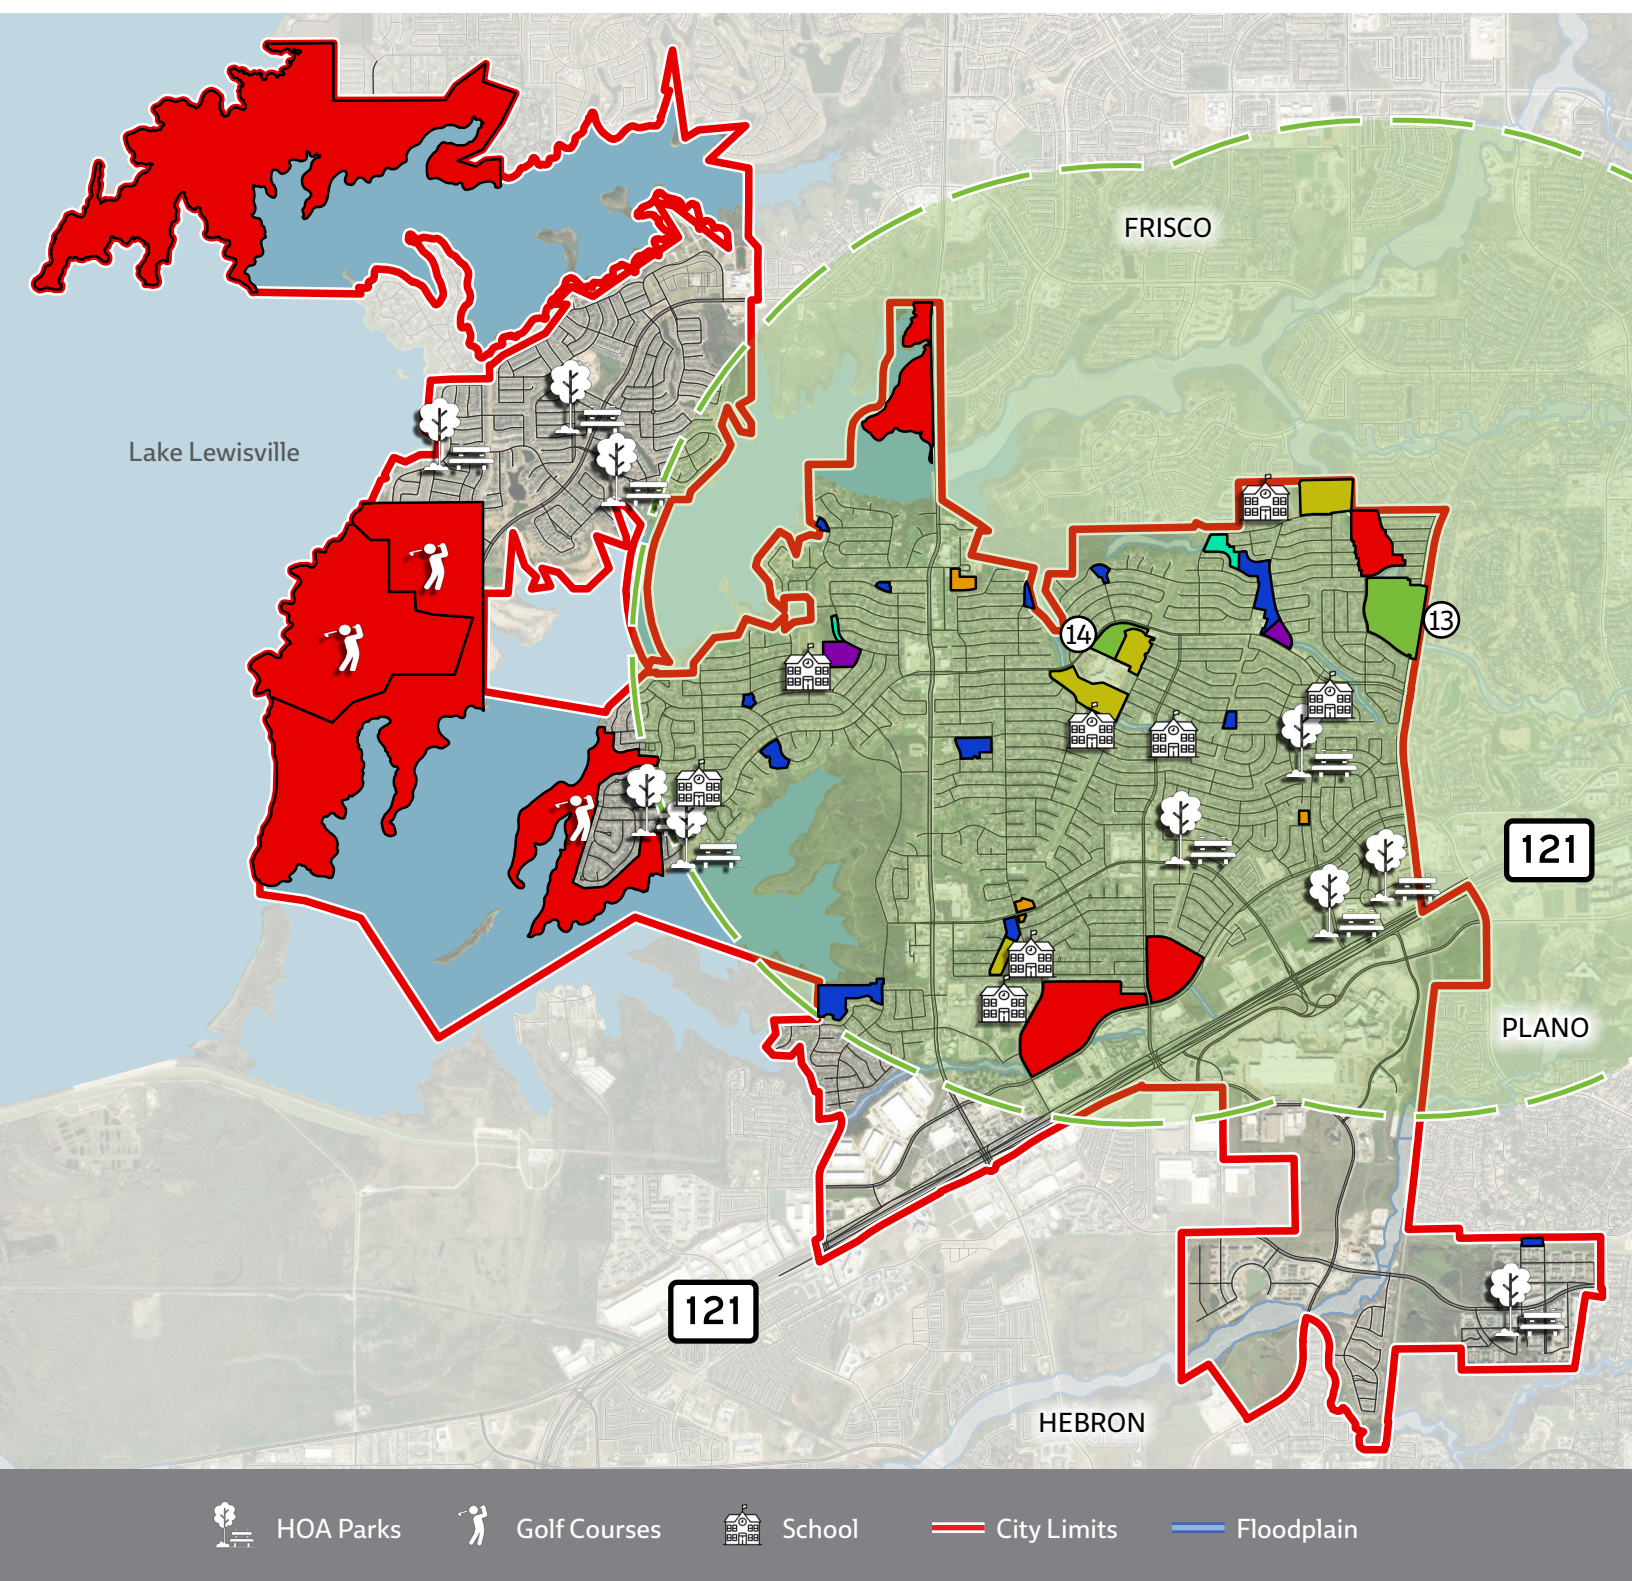 FRISCO
Lake Lewisville
13
14
121
PLANO
121
HEBRON
HOA Parks
Golf Courses
School
City Limits
Floodplain